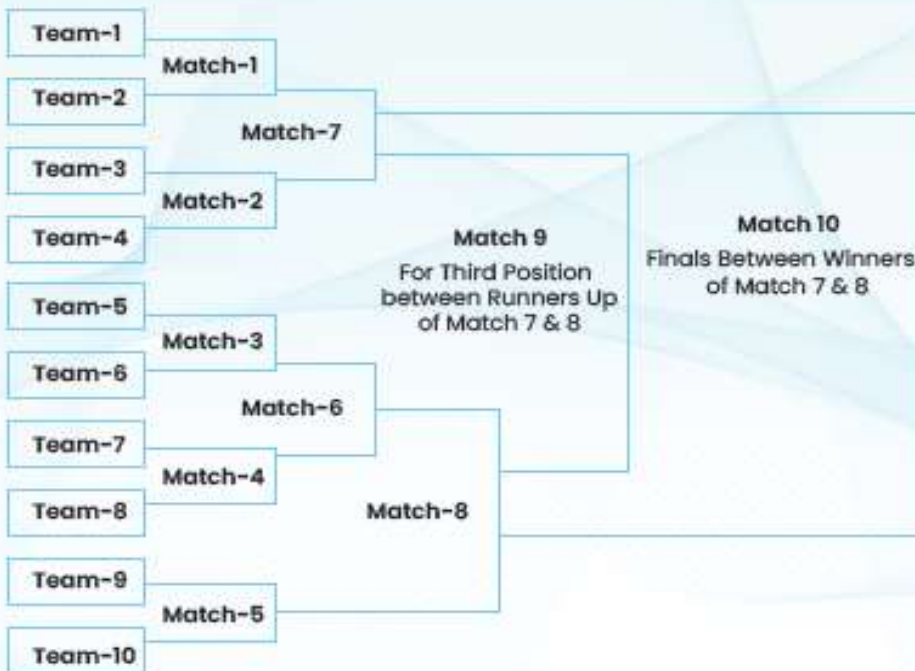 Team-1
Match-1
Team-2
Match-7
Team-3
Match-2
Team-4
Match 9
For Third Position
between Runners Up
of Match 7 & 8
Match 10
Finals Between Winners
of Match 7 & 8
Team-5
Match-3
Team-6
Match-6
Team-7
Match-4
Team-8
Match-8
Team-9
Match-5
Team-10